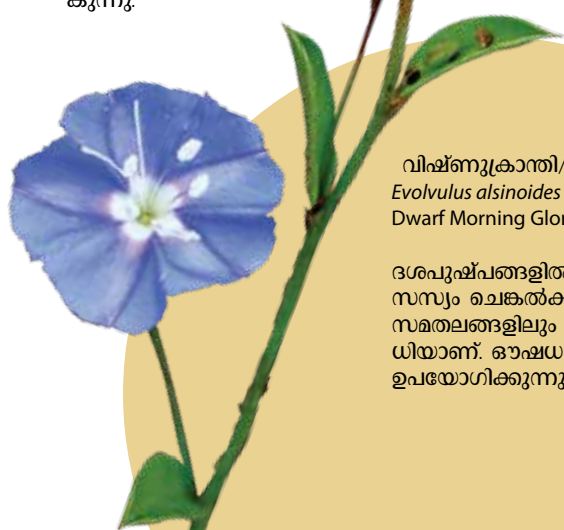 കുന്നു.
വിഷ്ണുക്രാന്തി/
Evolvulus alsinoides
Dwarf Morning Glor
ദശപുഷ്പങ്ങളിൽ
സസ്യം ചെങ്കൽക
സമതലങ്ങളിലും
ധിയാണ്. ഔഷധ
ഉപയോഗിക്കുന്നു